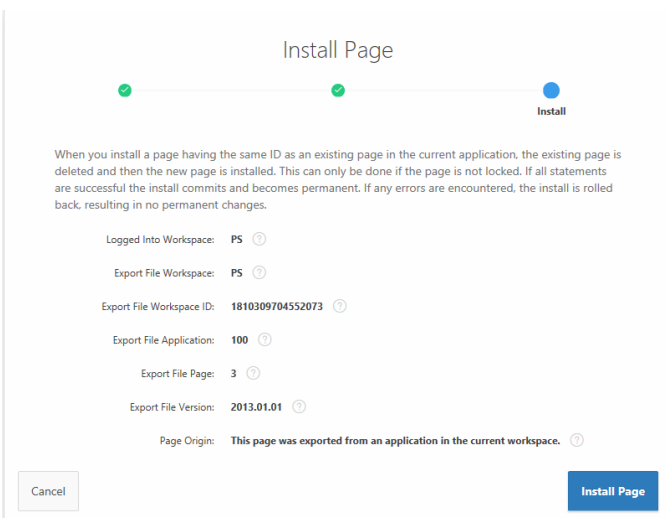 Install Page
Install
When you install a page having the same ID as an existing page in the current application, the existing page is
deleted and then the new page is installed. This can only be done if the page is not locked. If all statements
are successful the install commits and becomes permanent. If any errors are encountered, the install is rolled
back, resulting in no permanent changes.
Logged Into Workspace: PS ?
Export File Workspace: PS ?
Export File Workspace ID: 1810309704552073 ?
Export File Application: 100 ?
Export File Page: 3 ?
Export File Version: 2013.01.01 ?
Page Origin: This page was exported from an application in the current workspace. ?
Cancel Install Page